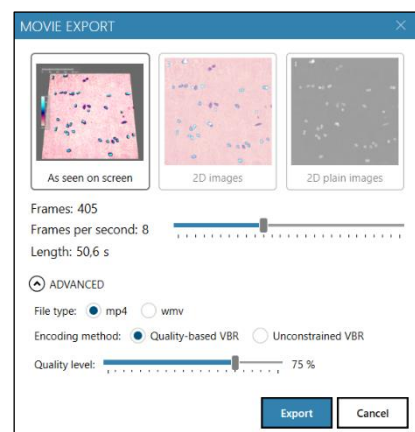 MOVIE EXPORT
As seen on screen
2D images
2D plain images
Frames: 405
Frames per second: 8
Length: 50,6 s
ADVANCED
File type: mp4 wmv
Encoding method: Quality-based VBR Unconstrained VBR
Quality level: 75 %
Export Cancel